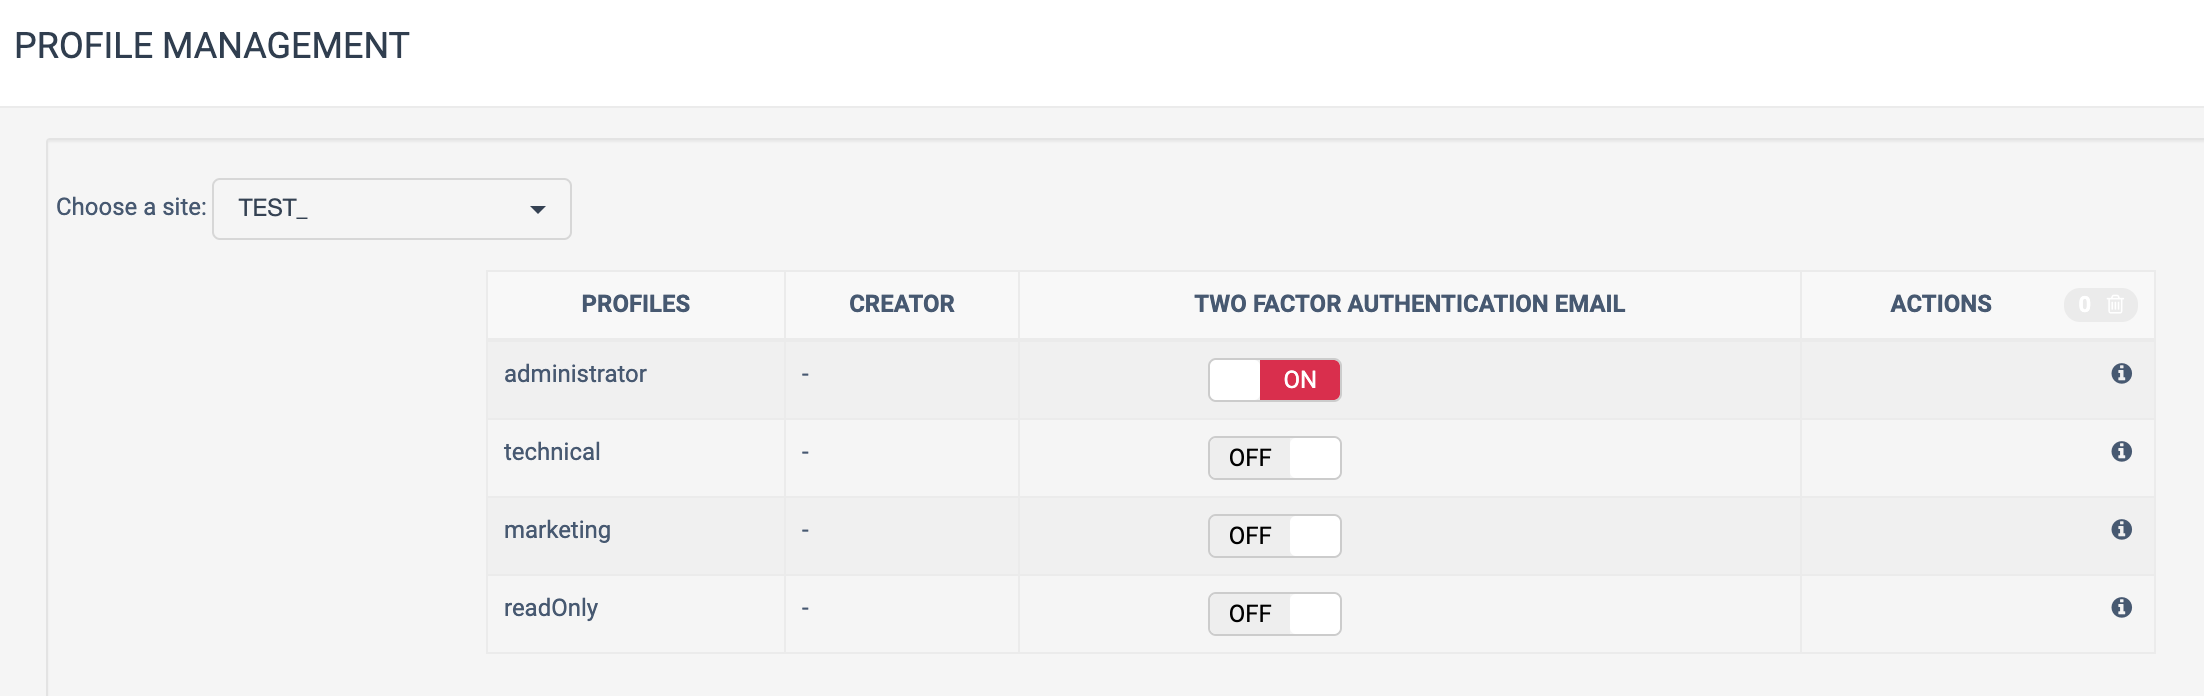 PROFILE MANAGEMENT
Choose a site: TEST_
PROFILES CREATOR TWO FACTOR AUTHENTICATION EMAIL ACTIONS 0
administrator - ON
technical - OFF
marketing - OFF
readOnly - OFF